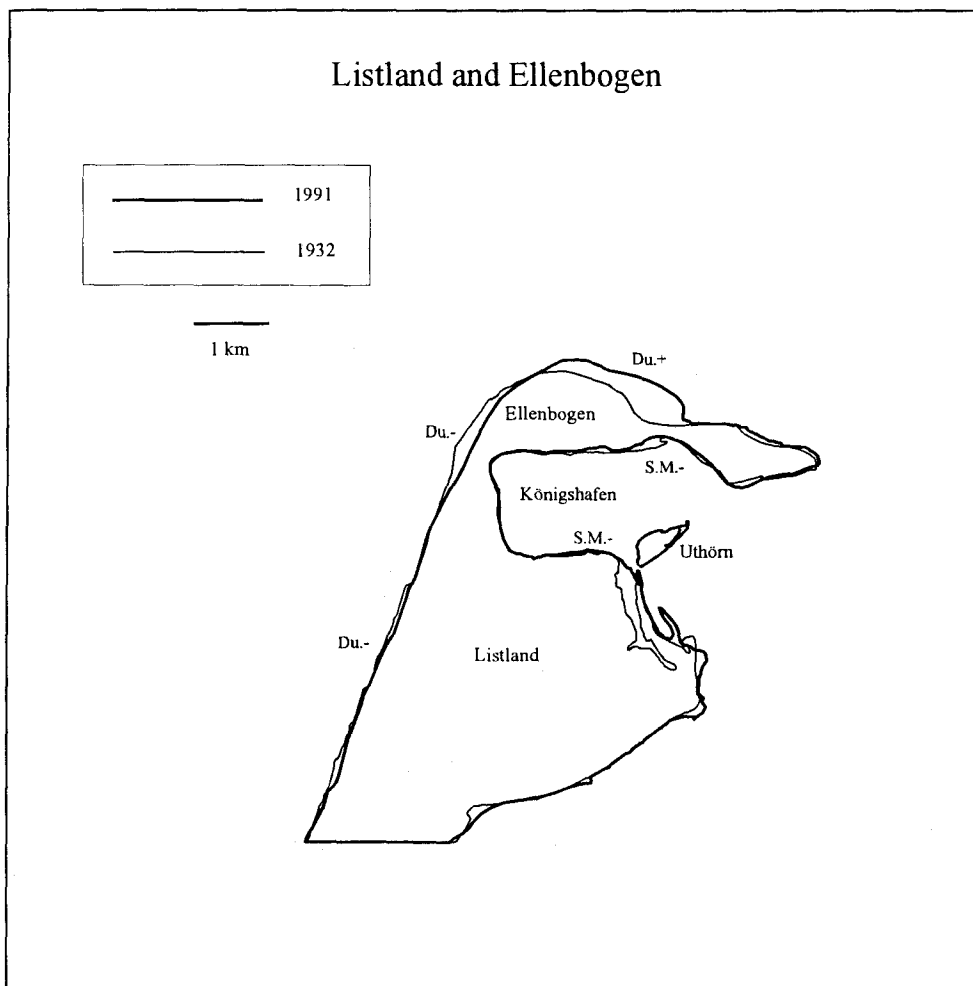 Listland and Ellenbogen
1991
1932
1 km
Du.+
Ellenbogen
Du.-
S.M.-
Königshafen
S.M.-
Uthörn
Du.-
Listland